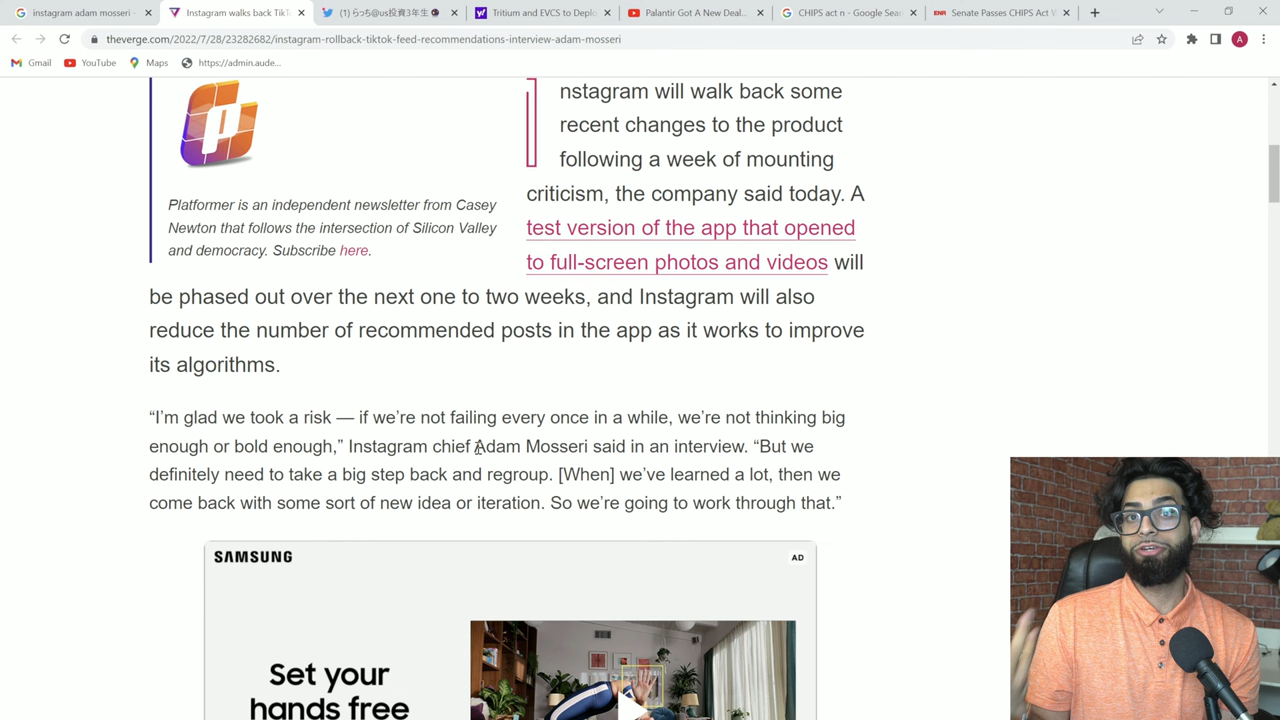 instagram adam mosseri -
Instagram walks back TikT
(1) らっち@us投資3年生
Tritium and EVCS to Deplo
Palantir Got A New Deal...
CHIPS act n - Google Sear
ENR
Senate Passes CHIPS Act W
theverge.com/2022/7/28/23282682/instagram-rollback-tiktok-feed-recommendations-interview-adam-mosseri
A
Gmail
YouTube
Maps
https://admin.aude...
p
Platformer is an independent newsletter from Casey
Newton that follows the intersection of Silicon Valley
and democracy. Subscribe here.
Instagram will walk back some
recent changes to the product
following a week of mounting
criticism, the company said today. A
test version of the app that opened
to full-screen photos and videos will
be phased out over the next one to two weeks, and Instagram will also
reduce the number of recommended posts in the app as it works to improve
its algorithms.
“I’m glad we took a risk — if we’re not failing every once in a while, we’re not thinking big
enough or bold enough,” Instagram chief Adam Mosseri said in an interview. “But we
definitely need to take a big step back and regroup. [When] we’ve learned a lot, then we
come back with some sort of new idea or iteration. So we’re going to work through that.”
SAMSUNG
AD
Set your
hands free